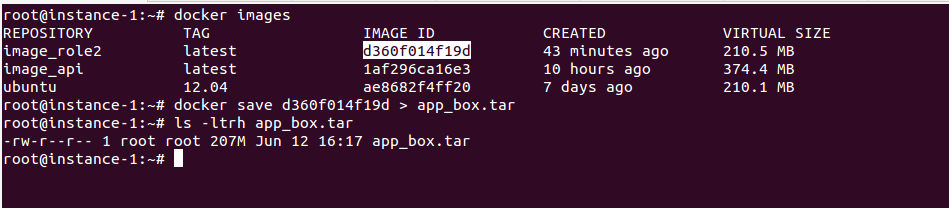 root@instance-1:~# docker images
REPOSITORY TAG IMAGE ID CREATED VIRTUAL SIZE
image_role2 latest d360f014f19d 43 minutes ago 210.5 MB
image_api latest 1af296ca16e3 10 hours ago 374.4 MB
ubuntu 12.04 ae8682f4ff20 7 days ago 210.1 MB
root@instance-1:~# docker save d360f014f19d > app_box.tar
root@instance-1:~# ls -ltrh app_box.tar
-rw-r--r-- 1 root root 207M Jun 12 16:17 app_box.tar
root@instance-1:~#